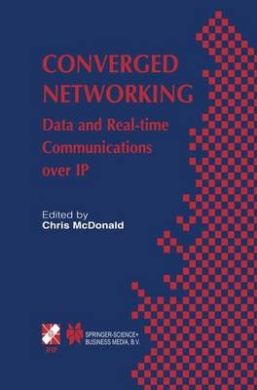 CONVERGED
NETWORKING
Data and Real-time
Communications
over IP
Edited by
Chris McDonald
SPRINGER-SCIENCE+
BUSINESS MEDIA, B.V.